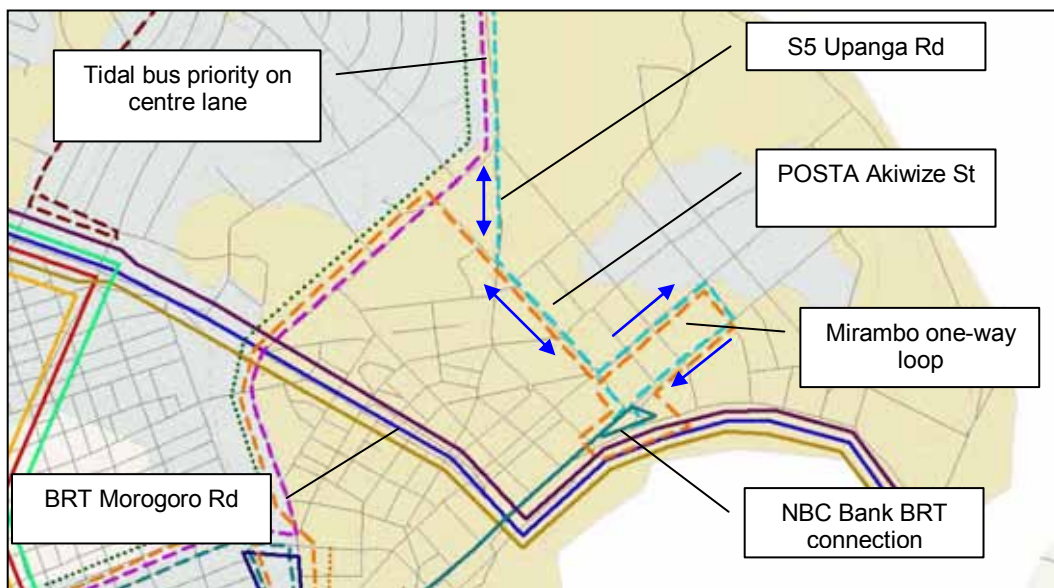 Tidal bus priority on
centre lane
S5 Upanga Rd
POSTA Akiwize St
Mirambo one-way
loop
BRT Morogoro Rd
NBC Bank BRT
connection